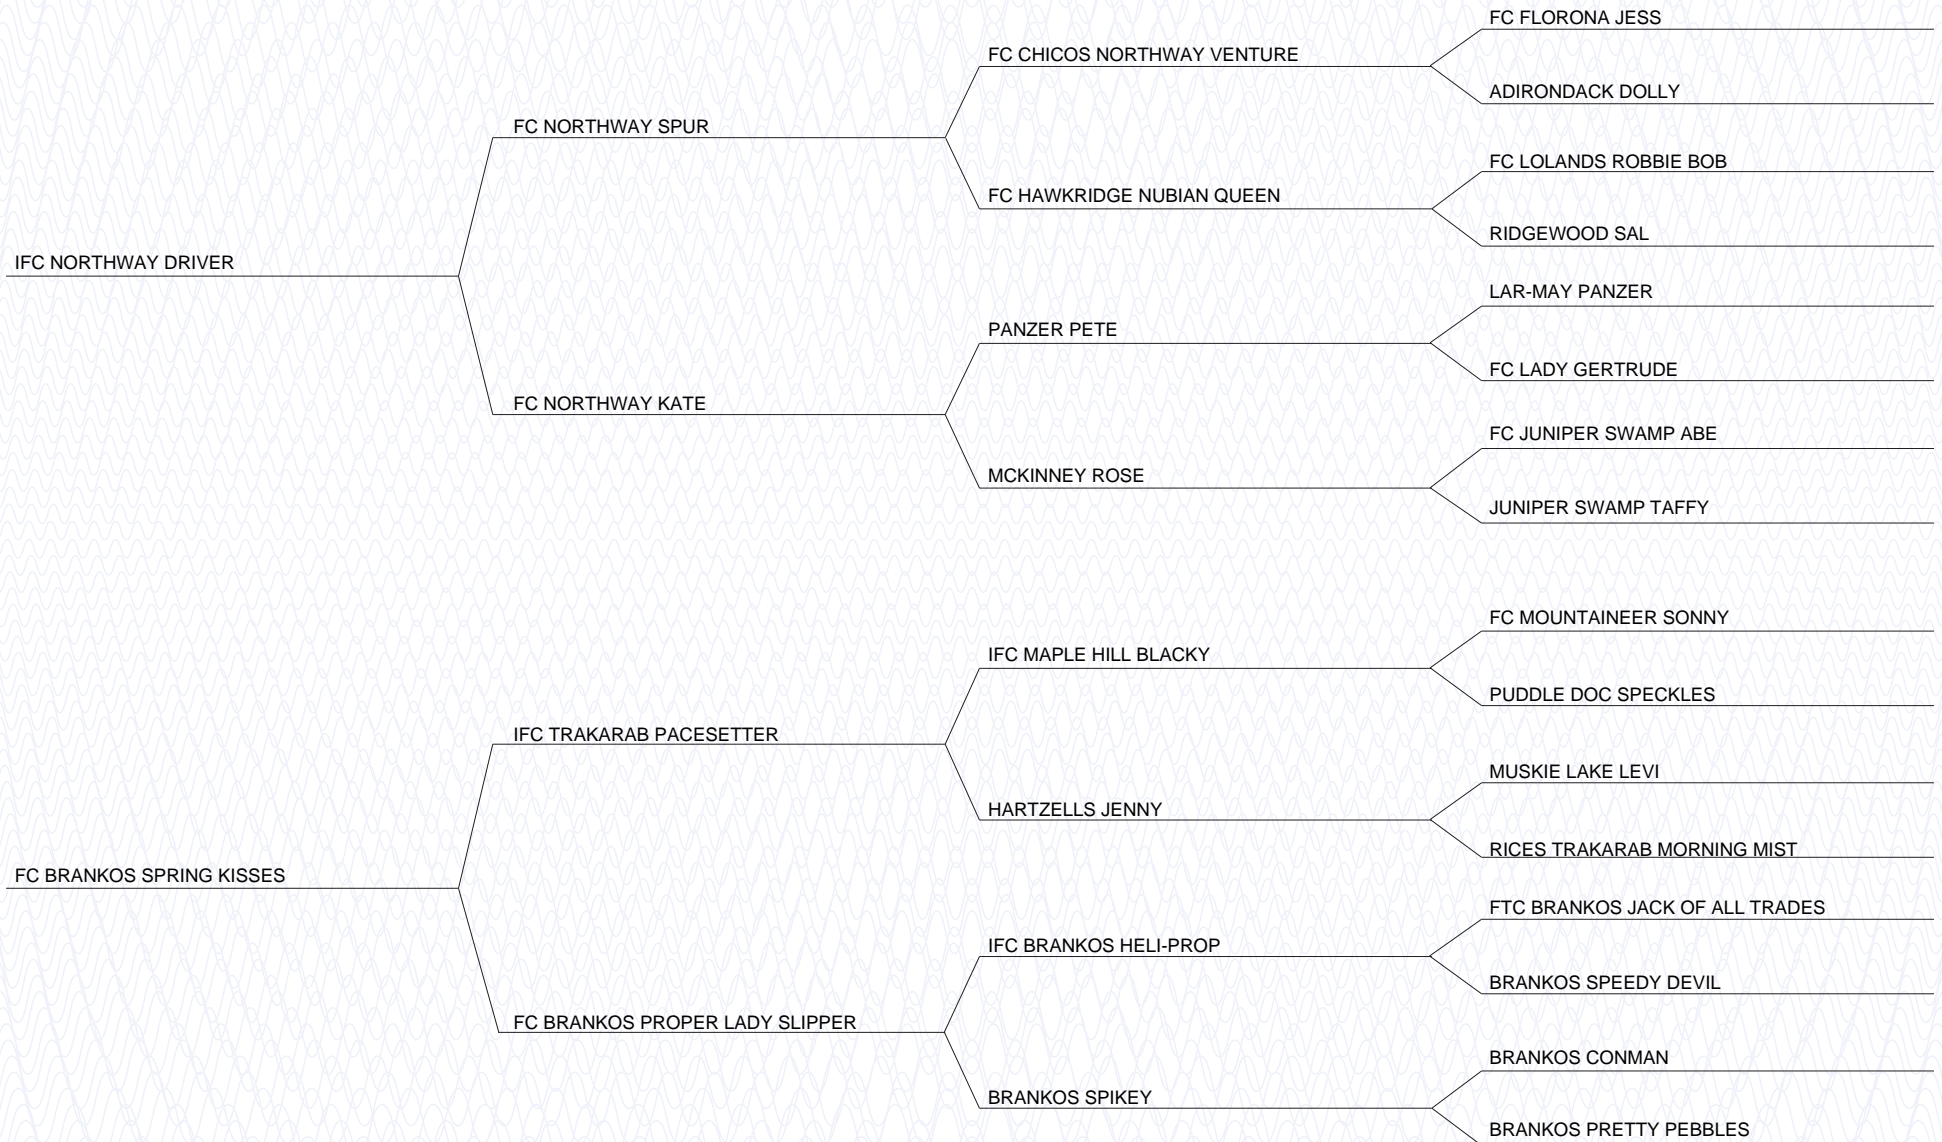 FC FLORONA JESS
FC CHICOS NORTHWAY VENTURE
ADIRONDACK DOLLY
FC NORTHWAY SPUR
FC LOLANDS ROBBIE BOB
FC HAWKRIDGE NUBIAN QUEEN
RIDGEWOOD SAL
IFC NORTHWAY DRIVER
LAR-MAY PANZER
PANZER PETE
FC LADY GERTRUDE
FC NORTHWAY KATE
FC JUNIPER SWAMP ABE
MCKINNEY ROSE
JUNIPER SWAMP TAFFY
FC MOUNTAINEER SONNY
IFC MAPLE HILL BLACKY
PUDDLE DOC SPECKLES
IFC TRAKARAB PACESETTER
MUSKIE LAKE LEVI
HARTZELLS JENNY
RICES TRAKARAB MORNING MIST
FC BRANKOS SPRING KISSES
FTC BRANKOS JACK OF ALL TRADES
IFC BRANKOS HELI-PROP
BRANKOS SPEEDY DEVIL
FC BRANKOS PROPER LADY SLIPPER
BRANKOS CONMAN
BRANKOS SPIKEY
BRANKOS PRETTY PEBBLES